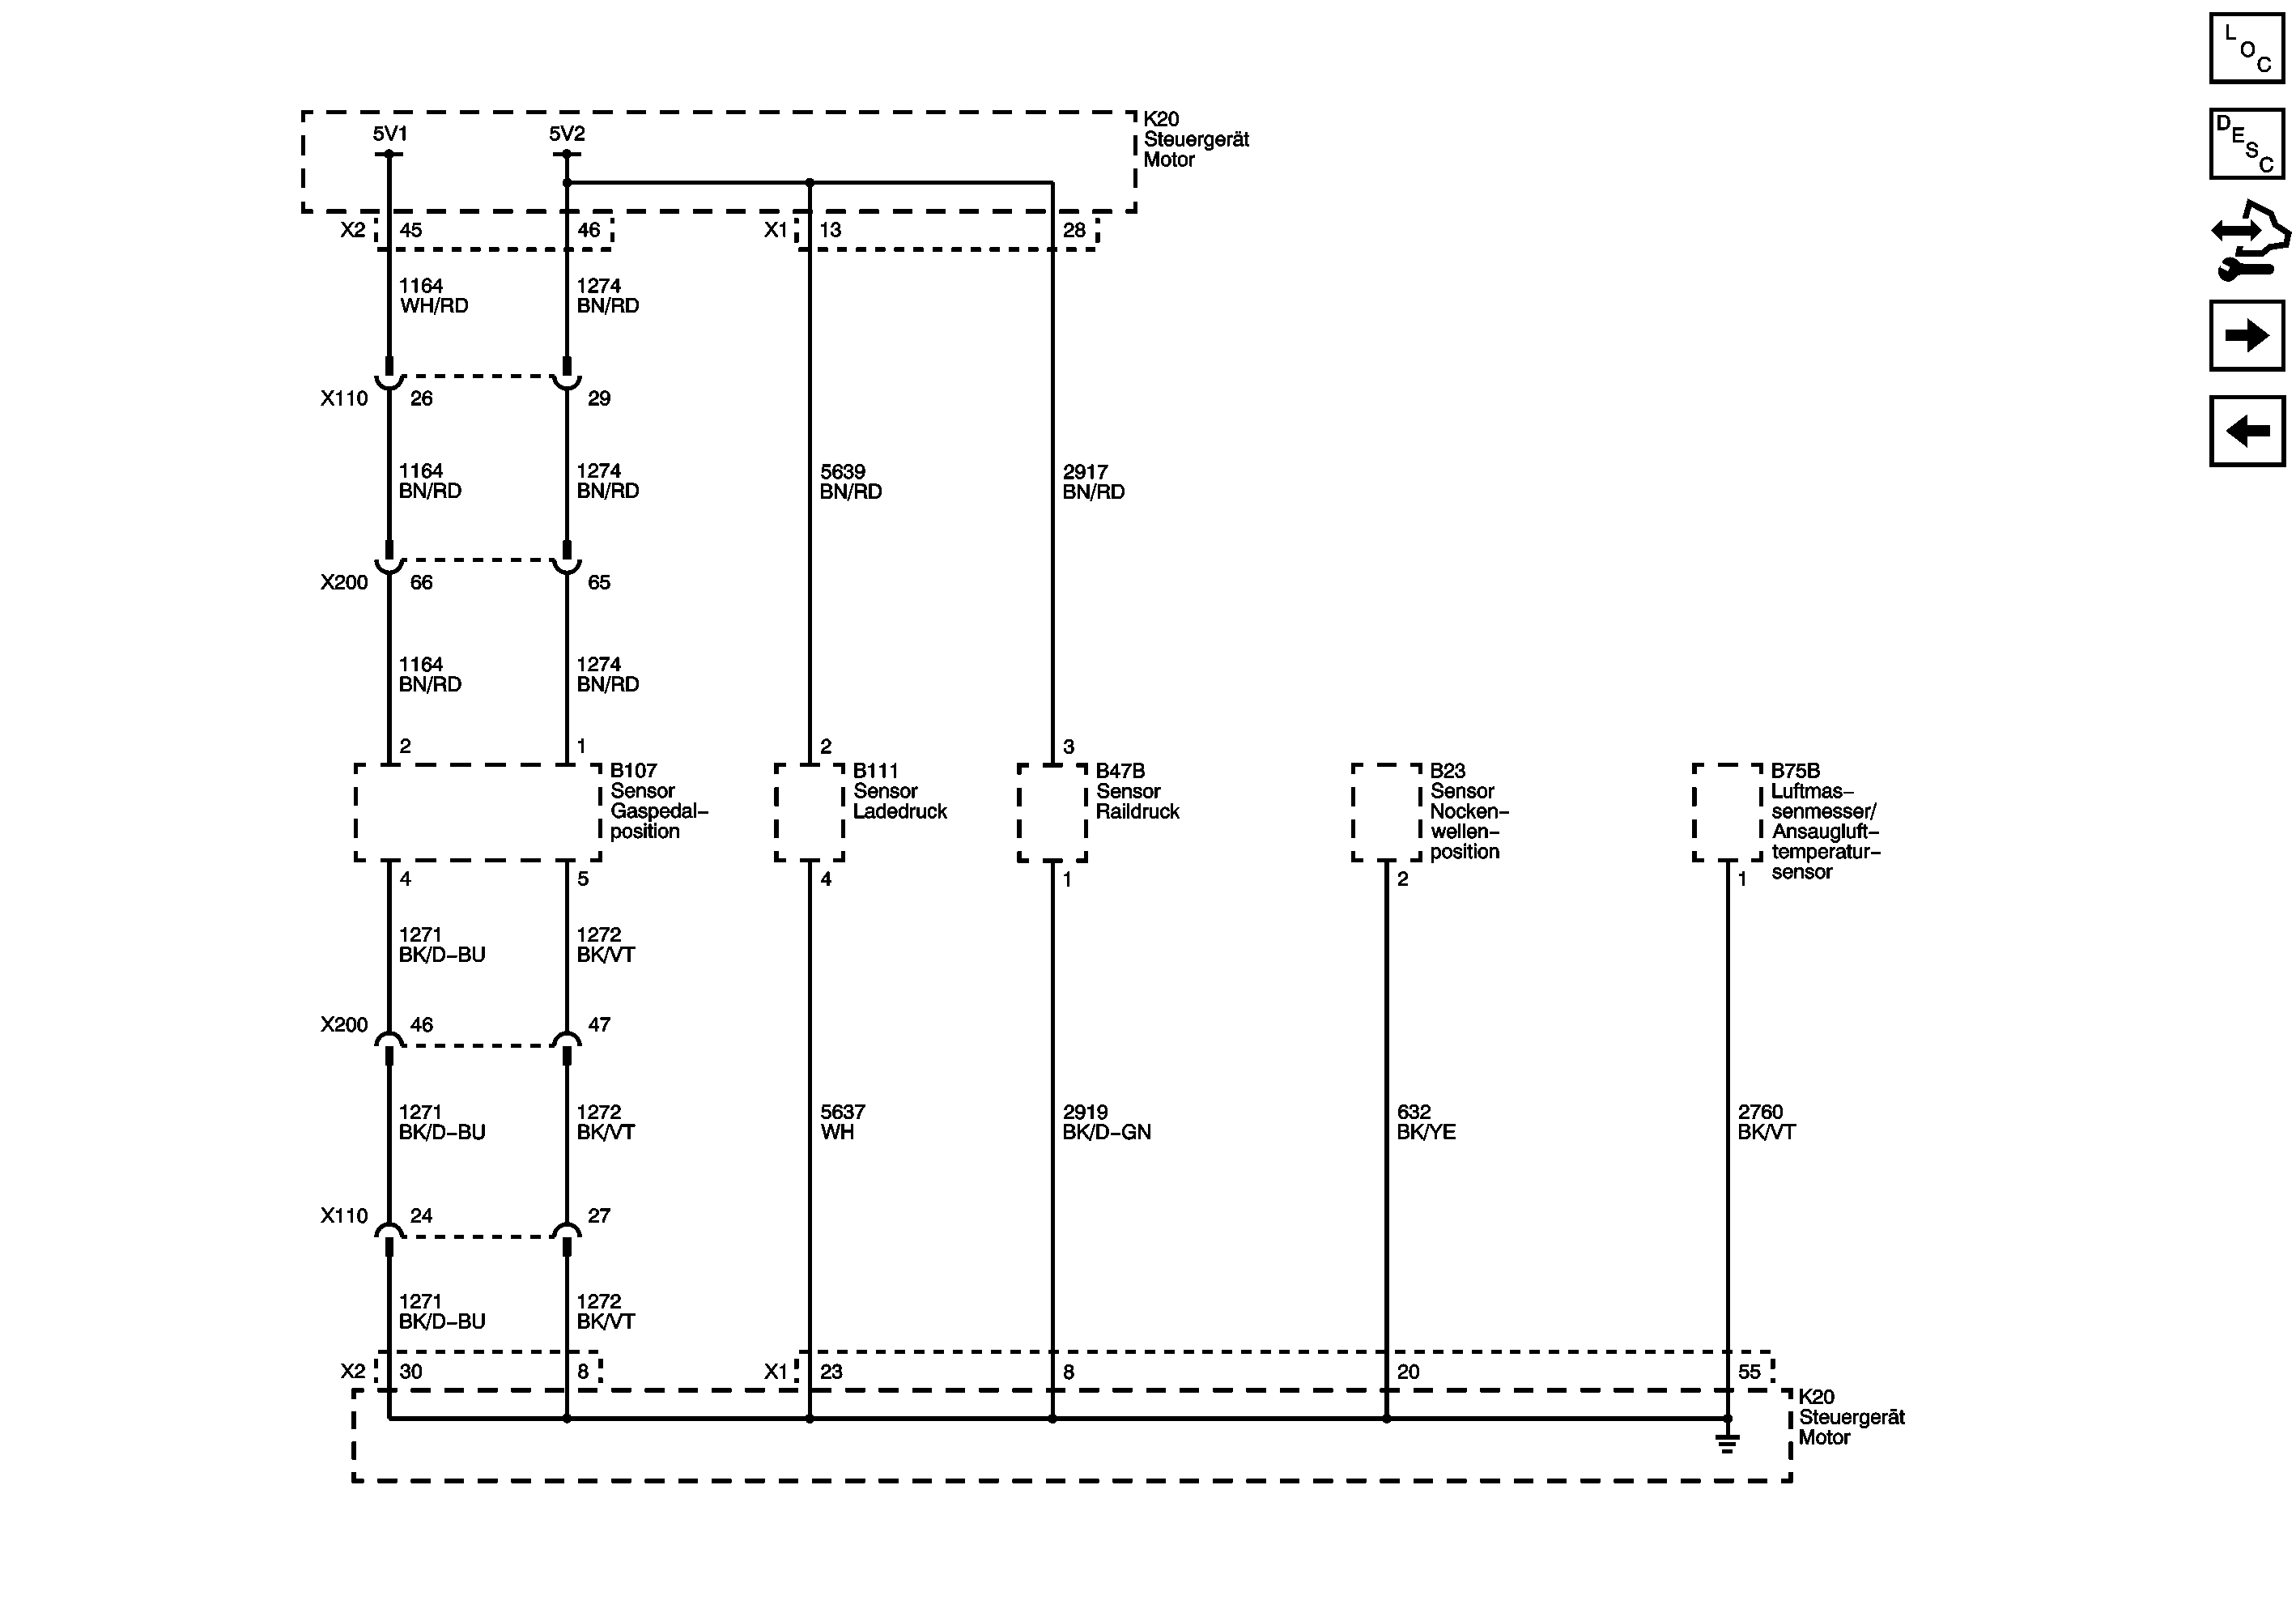 L
O
C
D
E
S
C
5V1
5V2
K20
Steuergerät
Motor
X2
45
46
X1
13
28
1164
WH/RD
1274
BN/RD
X110
26
29
1164
BN/RD
1274
BN/RD
5639
BN/RD
2917
BN/RD
X200
66
65
1164
BN/RD
1274
BN/RD
2
1
2
3
B107
Sensor
Gaspedal–
position
B111
Sensor
Ladedruck
B47B
Sensor
Raildruck
B23
Sensor
Nocken–
wellen–
position
B75B
Luftmas–
senmesser/
Ansaugluft–
temperatur–
sensor
4
5
4
1
2
1
1271
BK/D–BU
1272
BK/VT
X200
46
47
1271
BK/D–BU
1272
BK/VT
5637
WH
2919
BK/D–GN
632
BK/YE
2760
BK/VT
X110
24
27
1271
BK/D–BU
1272
BK/VT
X2
30
8
X1
23
8
20
55
K20
Steuergerät
Motor